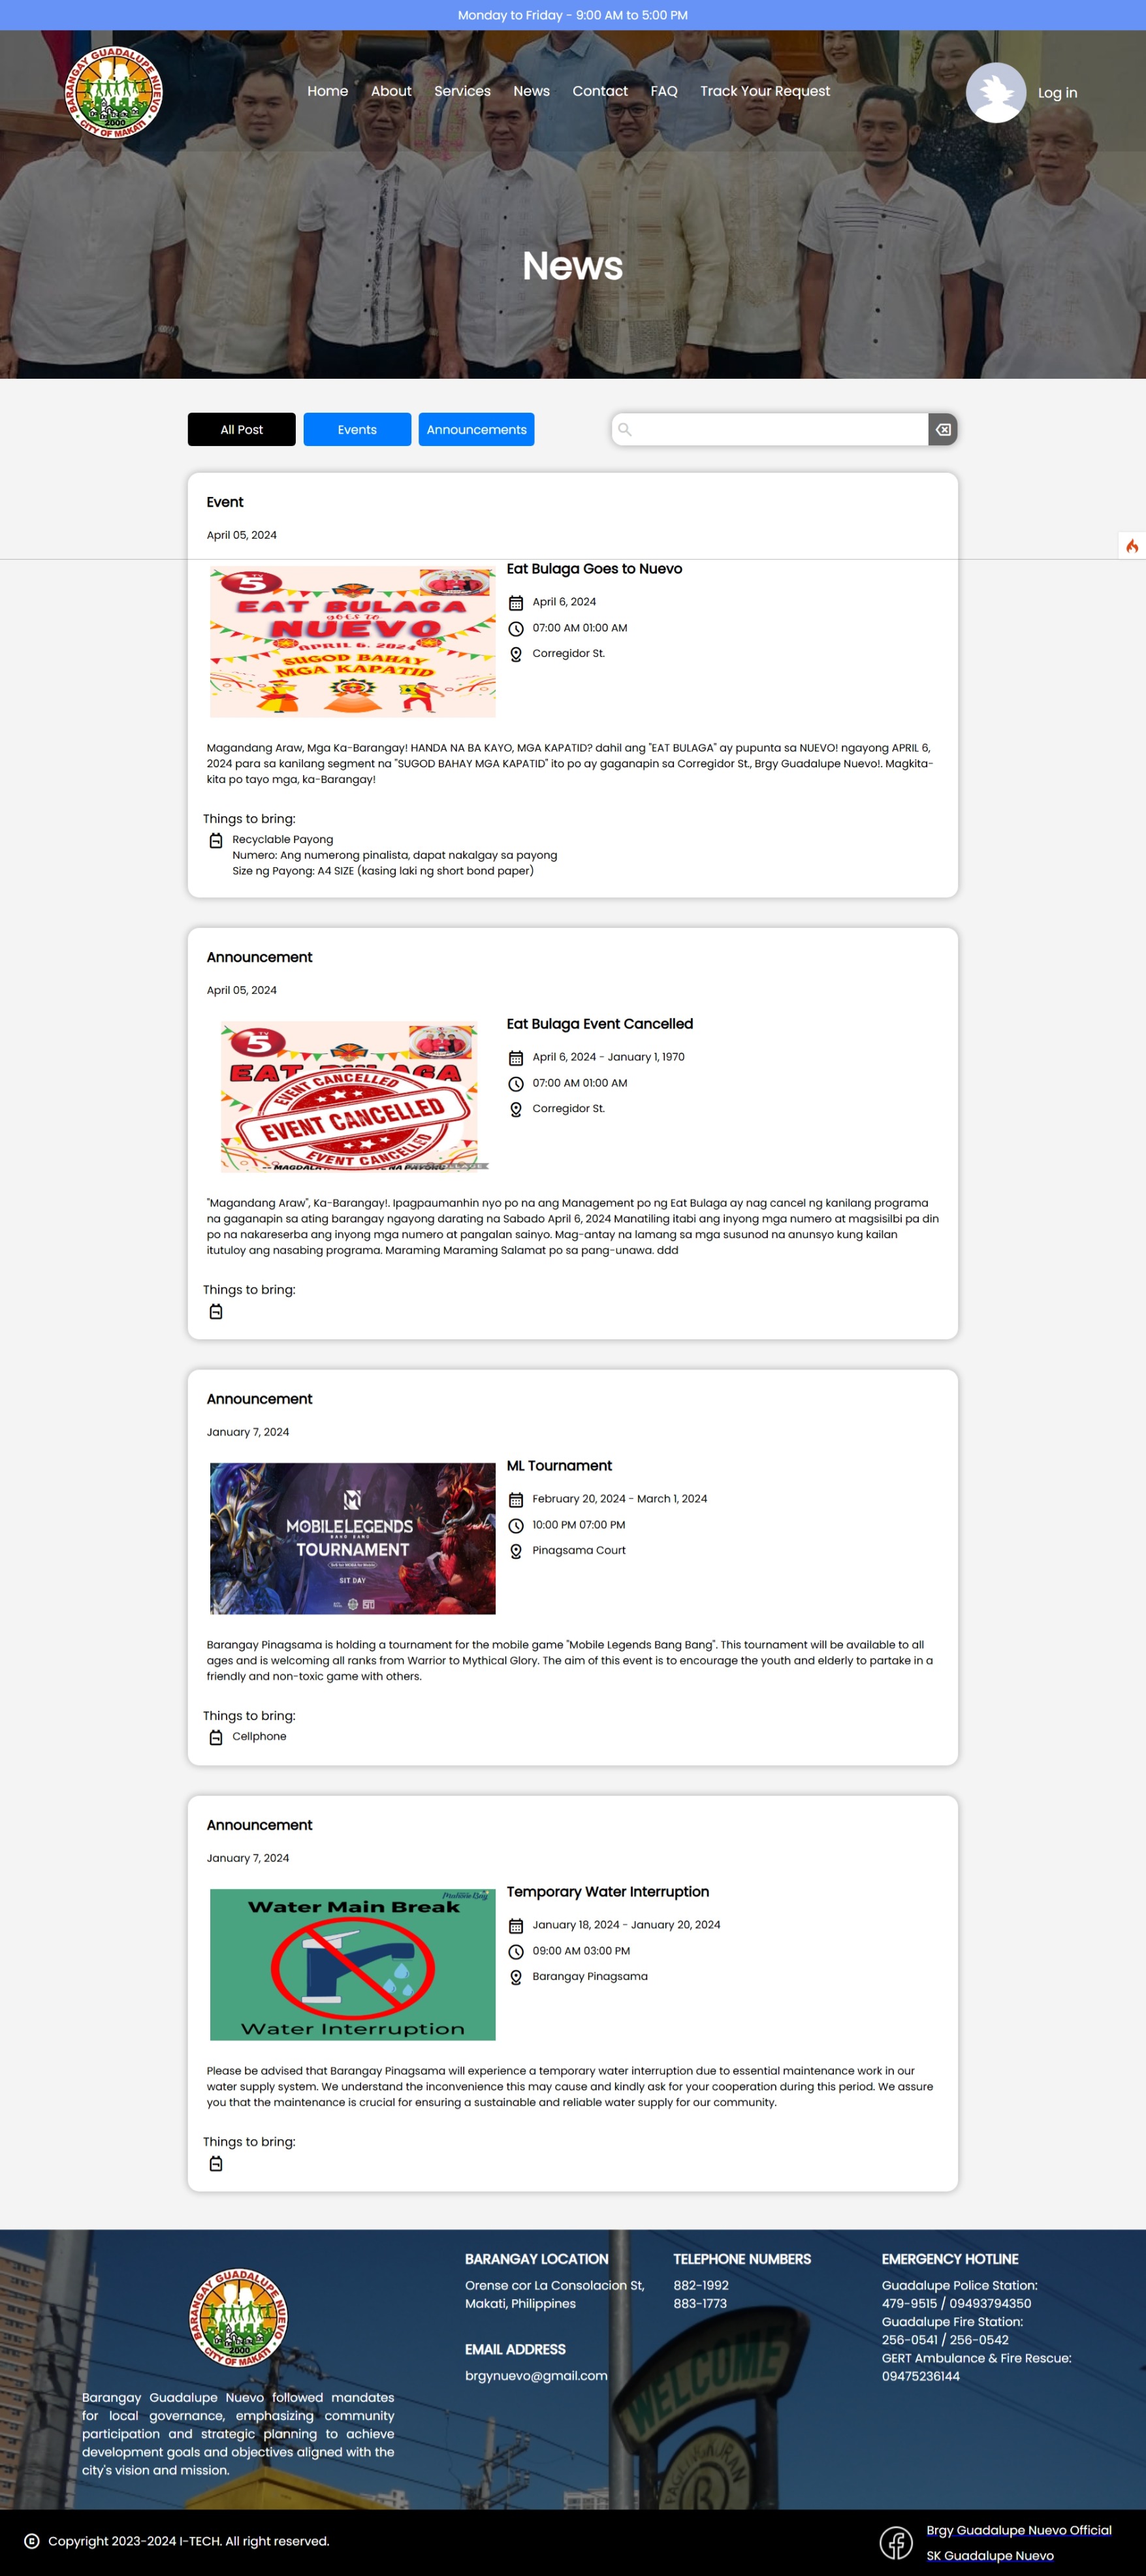 Monday to Friday - 9:00 AM to 5:00 PM
BARANGAY GUADALUPE NUEVO
2000
CITY OF MAKATI
Home About Services News Contact FAQ Track Your Request
Log in
News
All Post Events Announcements
Event
April 05, 2024
TV
5
EAT BULAGA
goes to
NUEVO
APRIL 6, 2024
SUGOD BAHAY
MGA KAPATID
Eat Bulaga Goes to Nuevo
April 6, 2024
07:00 AM 01:00 AM
Corregidor St.
Magandang Araw, Mga Ka-Barangay! HANDA NA BA KAYO, MGA KAPATID? dahil ang "EAT BULAGA" ay pupunta sa NUEVO! ngayong APRIL 6,
2024 para sa kanilang segment na "SUGOD BAHAY MGA KAPATID" ito po ay gaganapin sa Corregidor St., Brgy Guadalupe Nuevo!. Magkita-
kita po tayo mga, ka-Barangay!
Things to bring:
Recyclable Payong
Numero: Ang numerong pinalista, dapat nakalgay sa payong
Size ng Payong: A4 SIZE (kasing laki ng short bond paper)
Announcement
April 05, 2024
TV
5
EAT BULAGA
EVENT CANCELLED
EVENT CANCELLED
EVENT CANCELLED
Eat Bulaga Event Cancelled
April 6, 2024 - January 1, 1970
07:00 AM 01:00 AM
Corregidor St.
"Magandang Araw", Ka-Barangay!. Ipagpaumanhin nyo po na ang Management po ng Eat Bulaga ay nag cancel ng kanilang programa
na gaganapin sa ating barangay ngayong darating na Sabado April 6, 2024 Manatiling itabi ang inyong mga numero at magsisilbi pa din
po na nakareserba ang inyong mga numero at pangalan sainyo. Mag-antay na lamang sa mga susunod na anunsyo kung kailan
itutuloy ang nasabing programa. Maraming Maraming Salamat po sa pang-unawa. ddd
Things to bring:
Announcement
January 7, 2024
MOBILE LEGENDS
BANG BANG
TOURNAMENT
SIT DAY
ML Tournament
February 20, 2024 - March 1, 2024
10:00 PM 07:00 PM
Pinagsama Court
Barangay Pinagsama is holding a tournament for the mobile game "Mobile Legends Bang Bang". This tournament will be available to all
ages and is welcoming all ranks from Warrior to Mythical Glory. The aim of this event is to encourage the youth and elderly to partake in a
friendly and non-toxic game with others.
Things to bring:
Cellphone
Announcement
January 7, 2024
Water Main Break
Water Interruption
Temporary Water Interruption
January 18, 2024 - January 20, 2024
09:00 AM 03:00 PM
Barangay Pinagsama
Please be advised that Barangay Pinagsama will experience a temporary water interruption due to essential maintenance work in our
water supply system. We understand the inconvenience this may cause and kindly ask for your cooperation during this period. We assure
you that the maintenance is crucial for ensuring a sustainable and reliable water supply for our community.
Things to bring:
BARANGAY GUADALUPE NUEVO
2000
CITY OF MAKATI
Barangay Guadalupe Nuevo followed mandates
for local governance, emphasizing community
participation and strategic planning to achieve
development goals and objectives aligned with the
city's vision and mission.
BARANGAY LOCATION
Orense cor La Consolacion St,
Makati, Philippines
EMAIL ADDRESS
brgynuevo@gmail.com
TELEPHONE NUMBERS
882-1992
883-1773
EMERGENCY HOTLINE
Guadalupe Police Station:
479-9515 / 09493794350
Guadalupe Fire Station:
256-0541 / 256-0542
GERT Ambulance & Fire Rescue:
09475236144
WELCOME
Copyright 2023-2024 I-TECH. All right reserved.
Brgy Guadalupe Nuevo Official
SK Guadalupe Nuevo